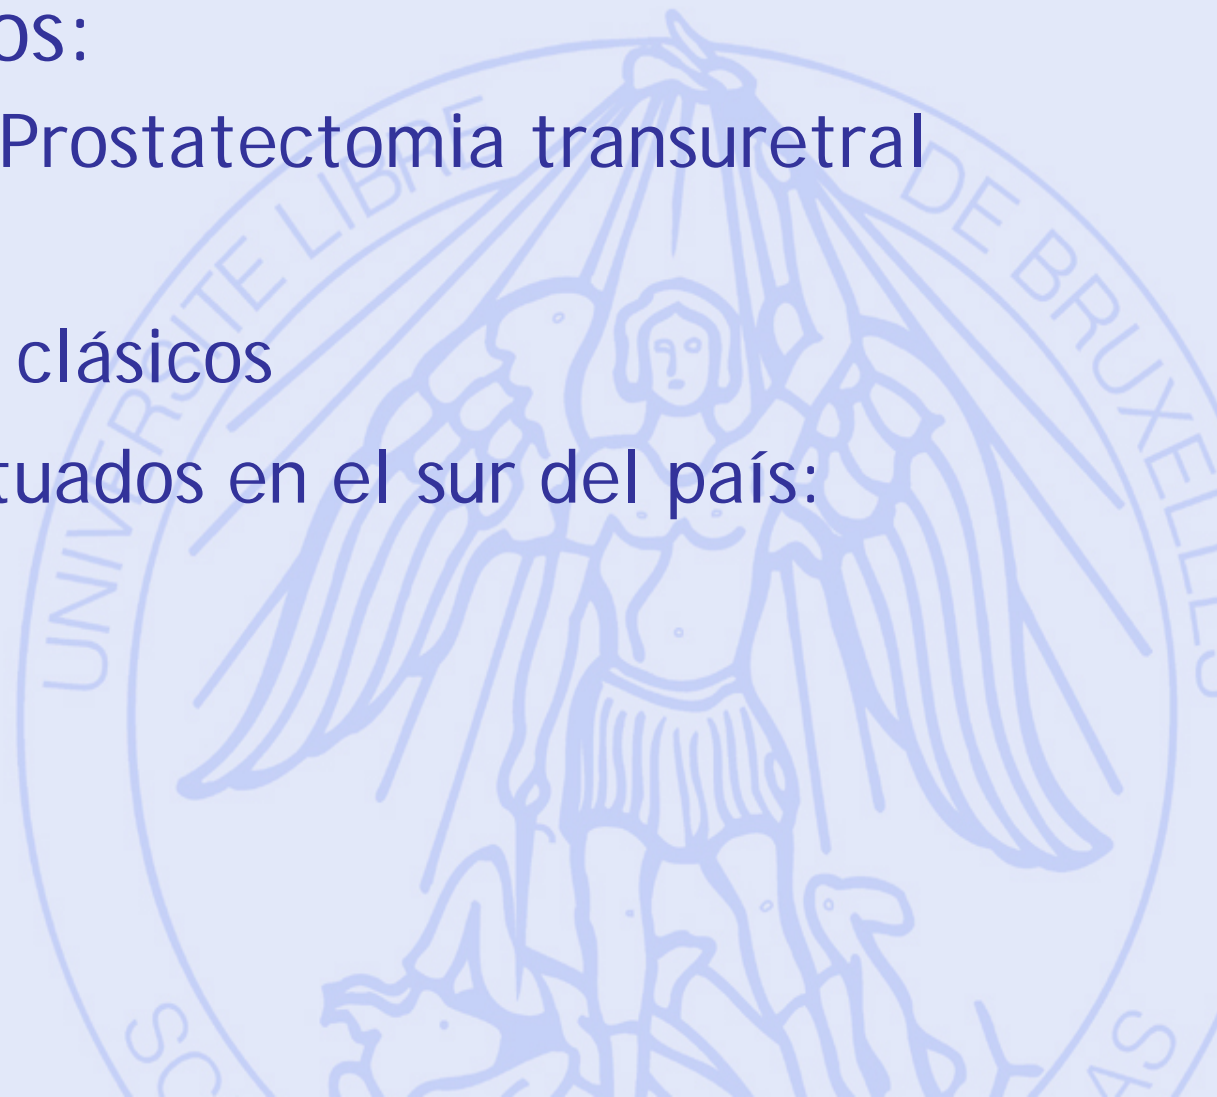 os:
Prostatectomia transuretral
clásicos
tuados en el sur del país:
UNIVERSITE LIBRE DE BRUXELLES